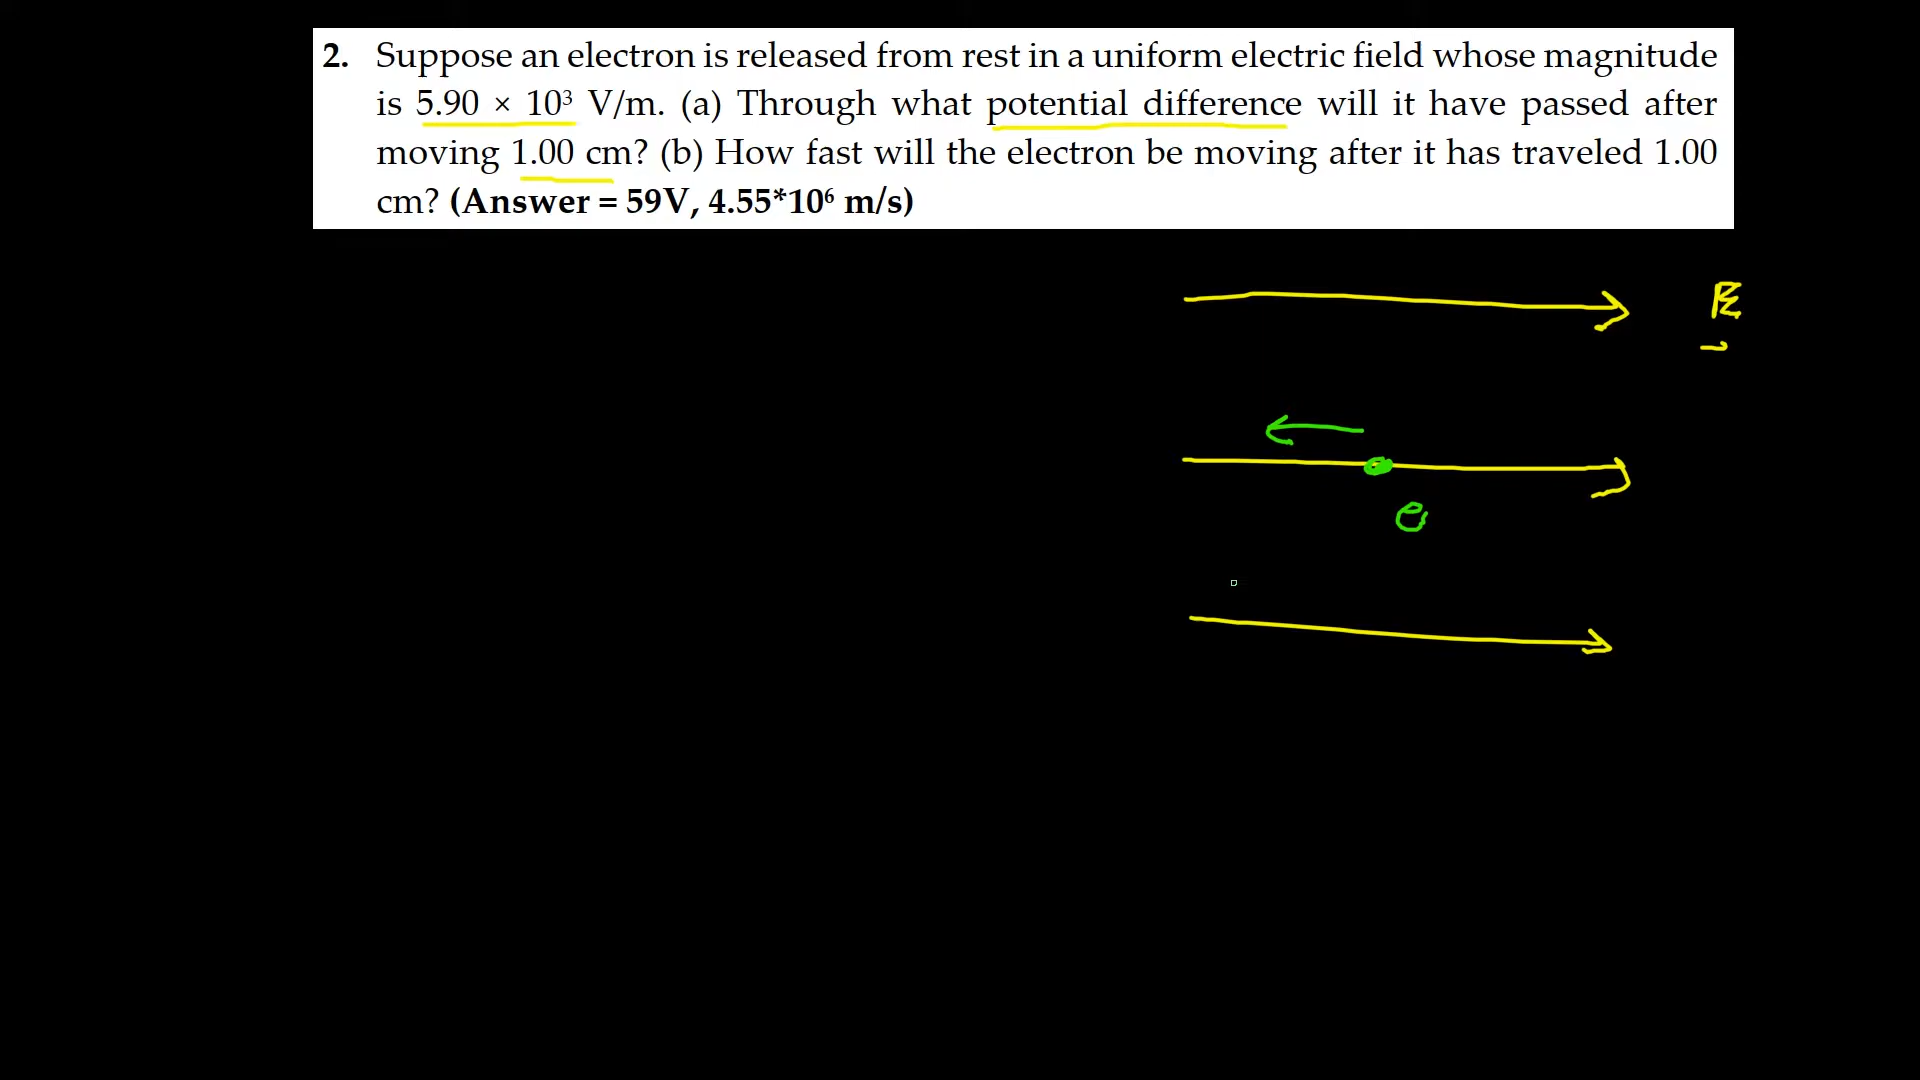 2. Suppose an electron is released from rest in a uniform electric field whose magnitude
is 5.90 × 10³ V/m. (a) Through what potential difference will it have passed after
moving 1.00 cm? (b) How fast will the electron be moving after it has traveled 1.00
cm? (Answer = 59V, 4.55*10⁶ m/s)
E
e